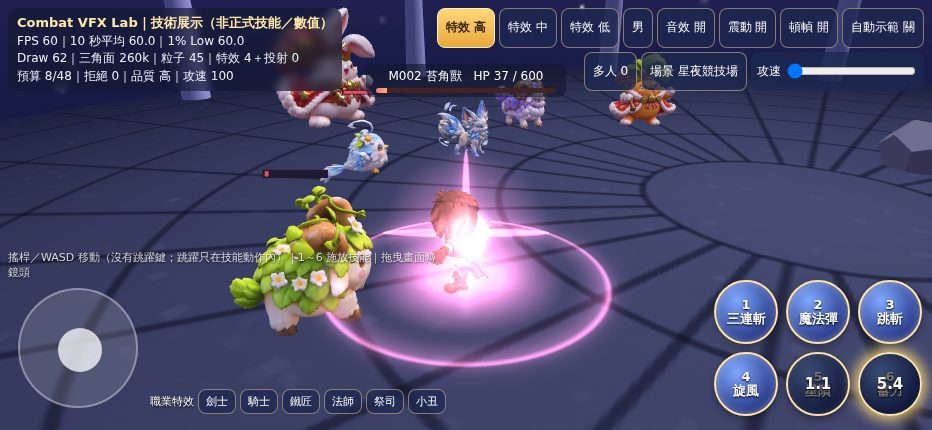 Combat VFX Lab｜技術展示（非正式技能／數值）
FPS 60｜10 秒平均 60.0｜1% Low 60.0
Draw 62｜三角面 260k｜粒子 45｜特效 4＋投射 0
預算 8/48｜拒絕 0｜品質 高｜攻速 100
特效 高
特效 中
特效 低
男
音效 開
震動 開
頓幀 開
自動示範 關
多人 0
場景 星夜競技場
攻速
M002 苔角獸 HP 37 / 600
搖桿／WASD 移動（沒有跳躍鍵；跳躍只在技能動作內）｜1～6 施放技能｜拖曳畫面轉
鏡頭
1
三連斬
2
魔法彈
3
跳斬
4
旋風
1.1
5.4
職業特效
劍士
騎士
鐵匠
法師
祭司
小丑